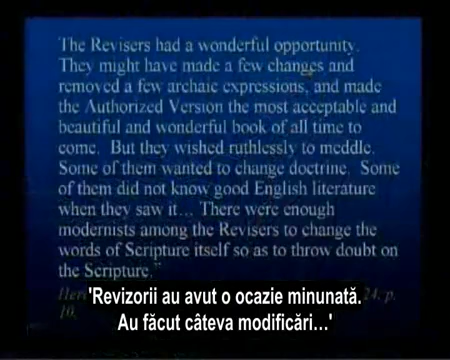 The Revisers had a wonderful opportunity.
They might have made a few changes and
removed a few archaic expressions, and made
the Authorized Version the most acceptable and
beautiful and wonderful book of all time to
come. But they wished ruthlessly to meddle.
Some of them wanted to change doctrine. Some
of them did not know good English literature
when they saw it... There were enough
modernists among the Revisers to change the
words of Scripture itself so as to throw doubt on
the Scripture."
24, p.
10.
'Revizorii au avut o ocazie minunată.
Au făcut câteva modificări...'